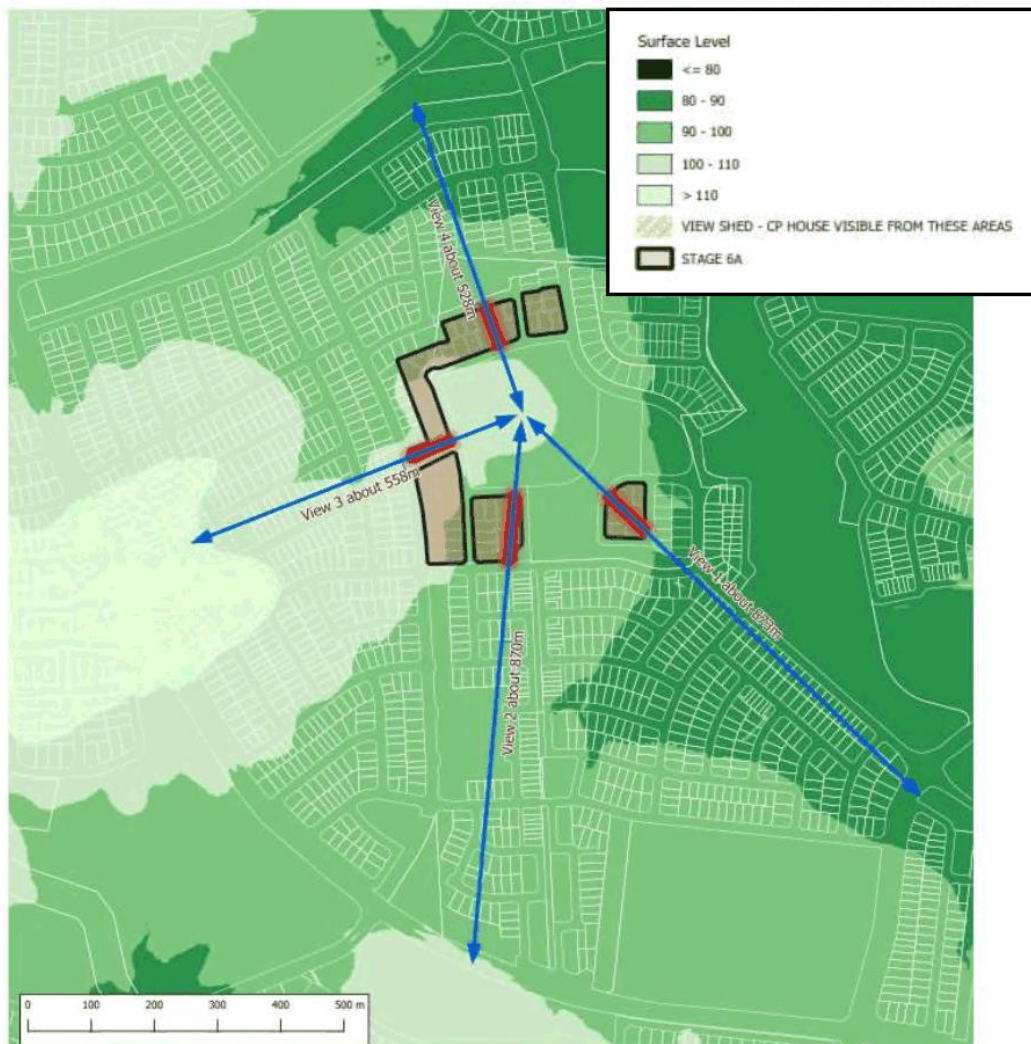 Surface Level
<= 80
80 - 90
90 - 100
100 - 110
> 110
VIEW SHED - CP HOUSE VISIBLE FROM THESE AREAS
STAGE 6A
View 4 about 528m
View 3 about 558m
View 2 about 870m
View 1 about 873m
0 100 200 300 400 500 m